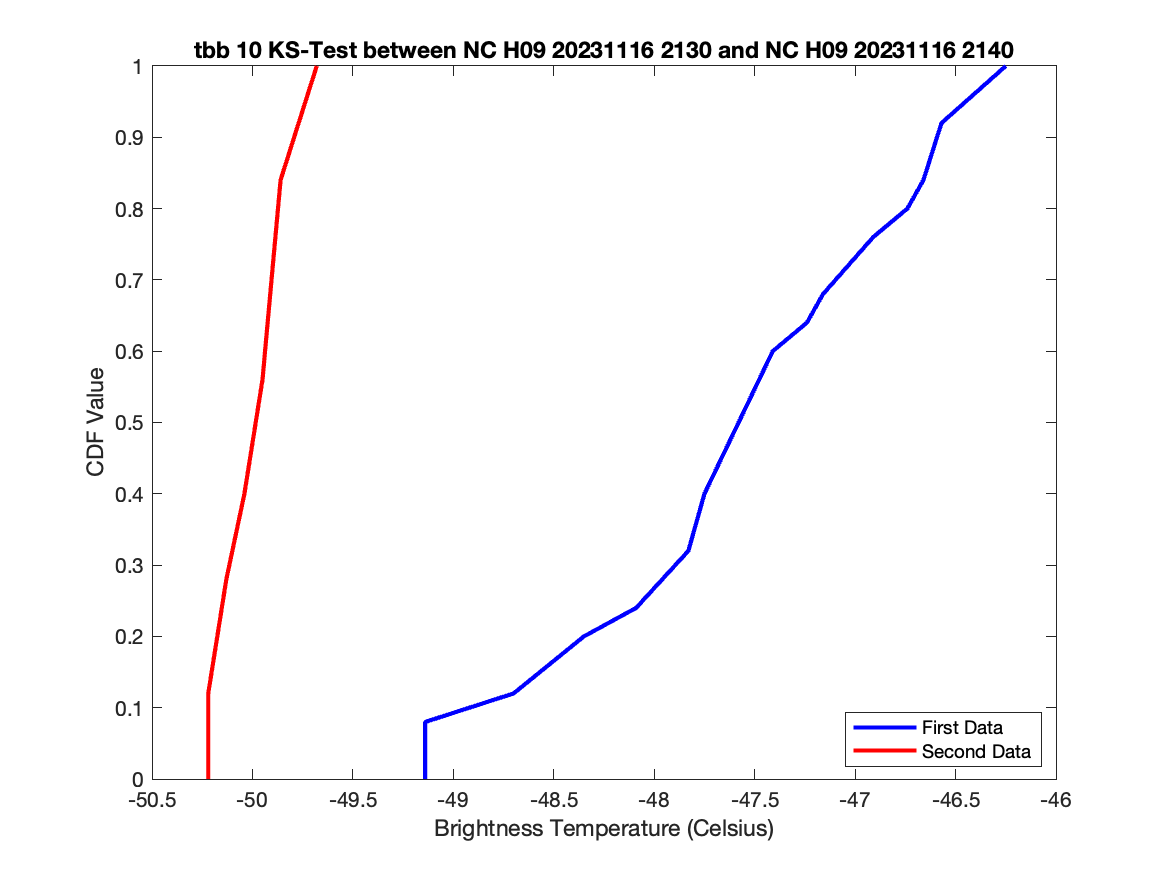 tbb 10 KS-Test between NC H09 20231116 2130 and NC H09 20231116 2140
1
0.9
0.8
0.7
0.6
0.5
0.4
0.3
0.2
0.1
0
CDF Value
First Data
Second Data
-50.5 -50 -49.5 -49 -48.5 -48 -47.5 -47 -46.5 -46
Brightness Temperature (Celsius)